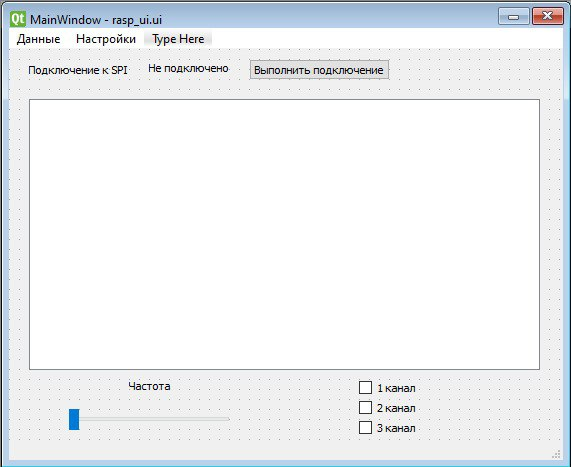 Qt MainWindow - rasp_ui.ui
Данные Настройки Type Here
Подключение к SPI Не подключено Выполнить подключение
Частота
1 канал
2 канал
3 канал